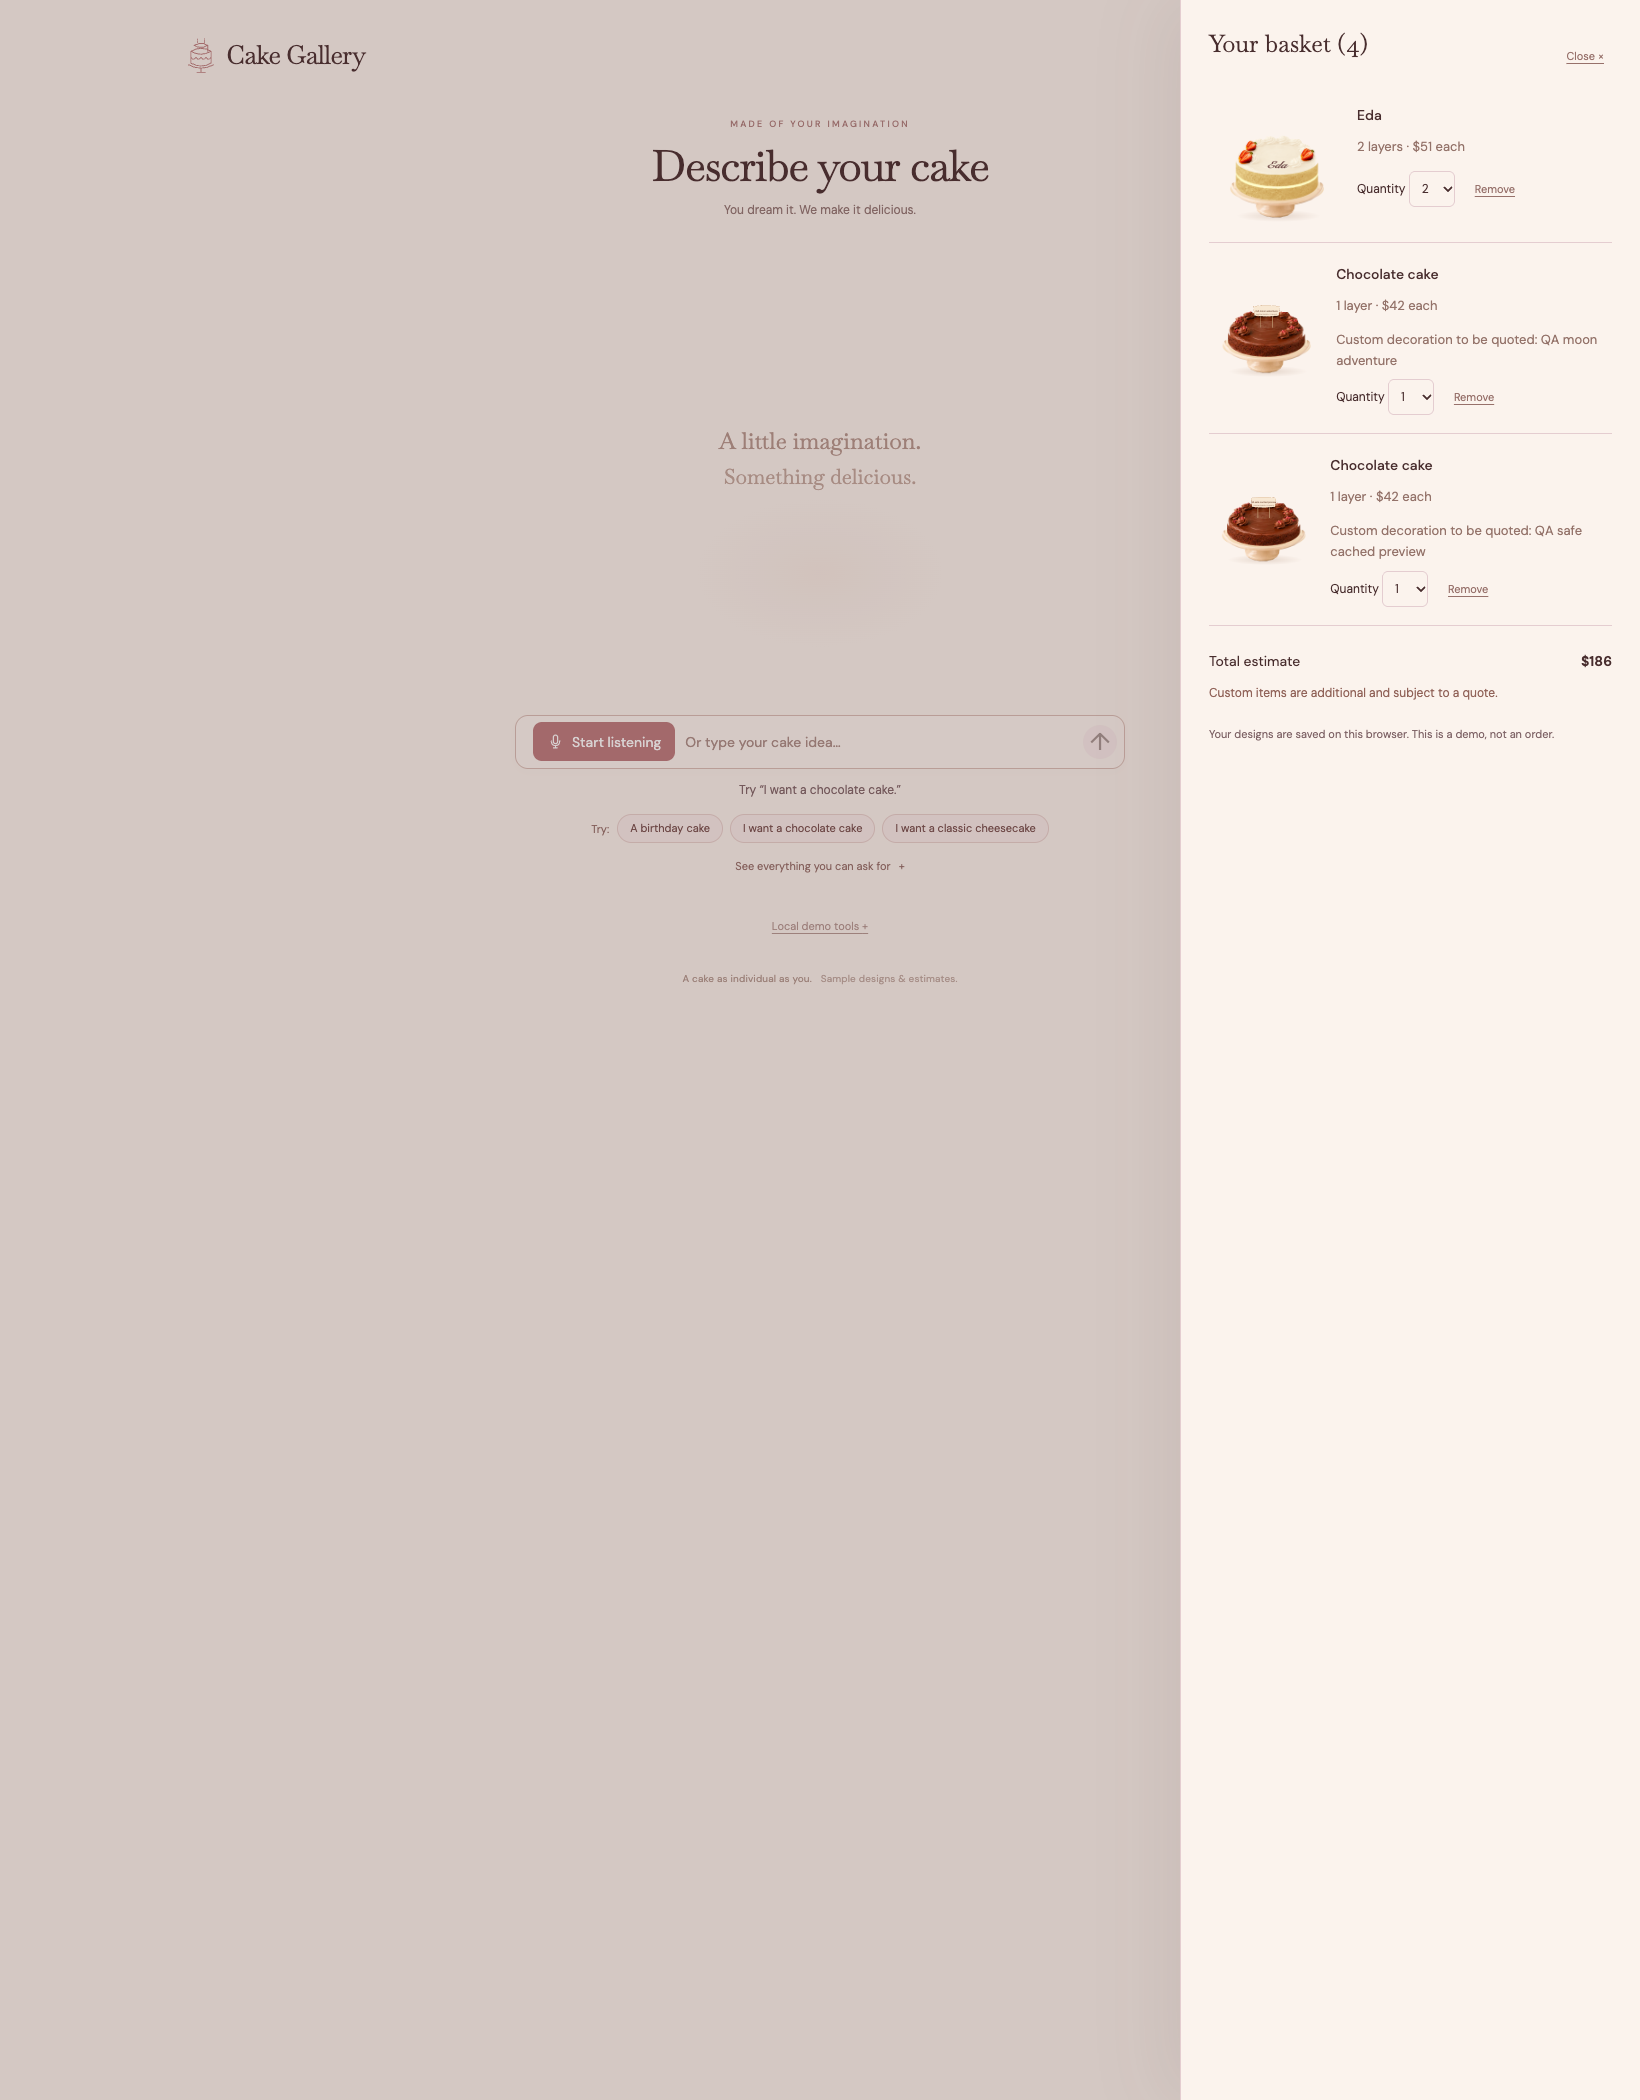 Cake Gallery
MADE OF YOUR IMAGINATION
Describe your cake
You dream it. We make it delicious.
A little imagination.
Something delicious.
Start listening
Or type your cake idea...
Try “I want a chocolate cake.”
Try:
A birthday cake
I want a chocolate cake
I want a classic cheesecake
See everything you can ask for +
Local demo tools +
A cake as individual as you. Sample designs & estimates.
Your basket (4)
Close ×
Eda
Eda
2 layers · $51 each
Quantity 2 Remove
Chocolate cake
1 layer · $42 each
Custom decoration to be quoted: QA moon
adventure
Quantity 1 Remove
Chocolate cake
1 layer · $42 each
Custom decoration to be quoted: QA safe
cached preview
Quantity 1 Remove
Total estimate $186
Custom items are additional and subject to a quote.
Your designs are saved on this browser. This is a demo, not an order.